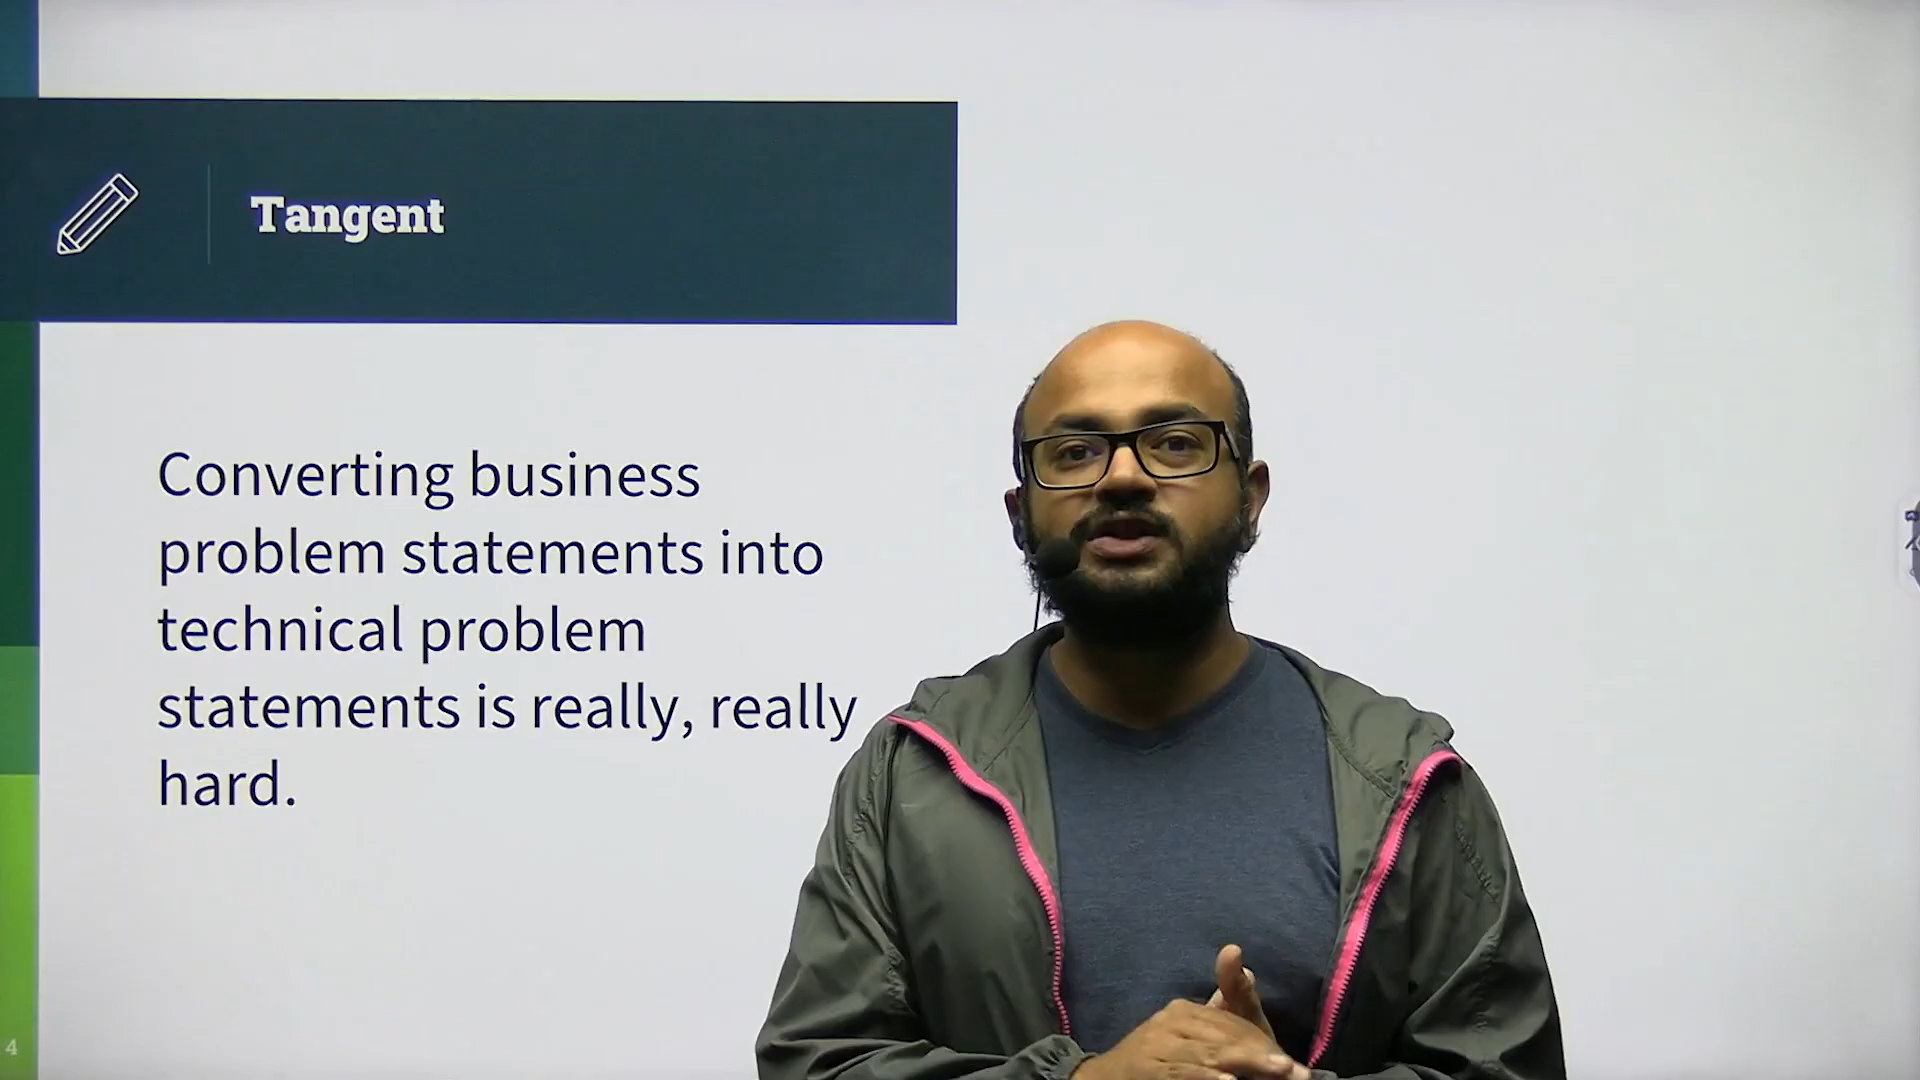 Tangent
Converting business
problem statements into
technical problem
statements is really, really
hard.
4